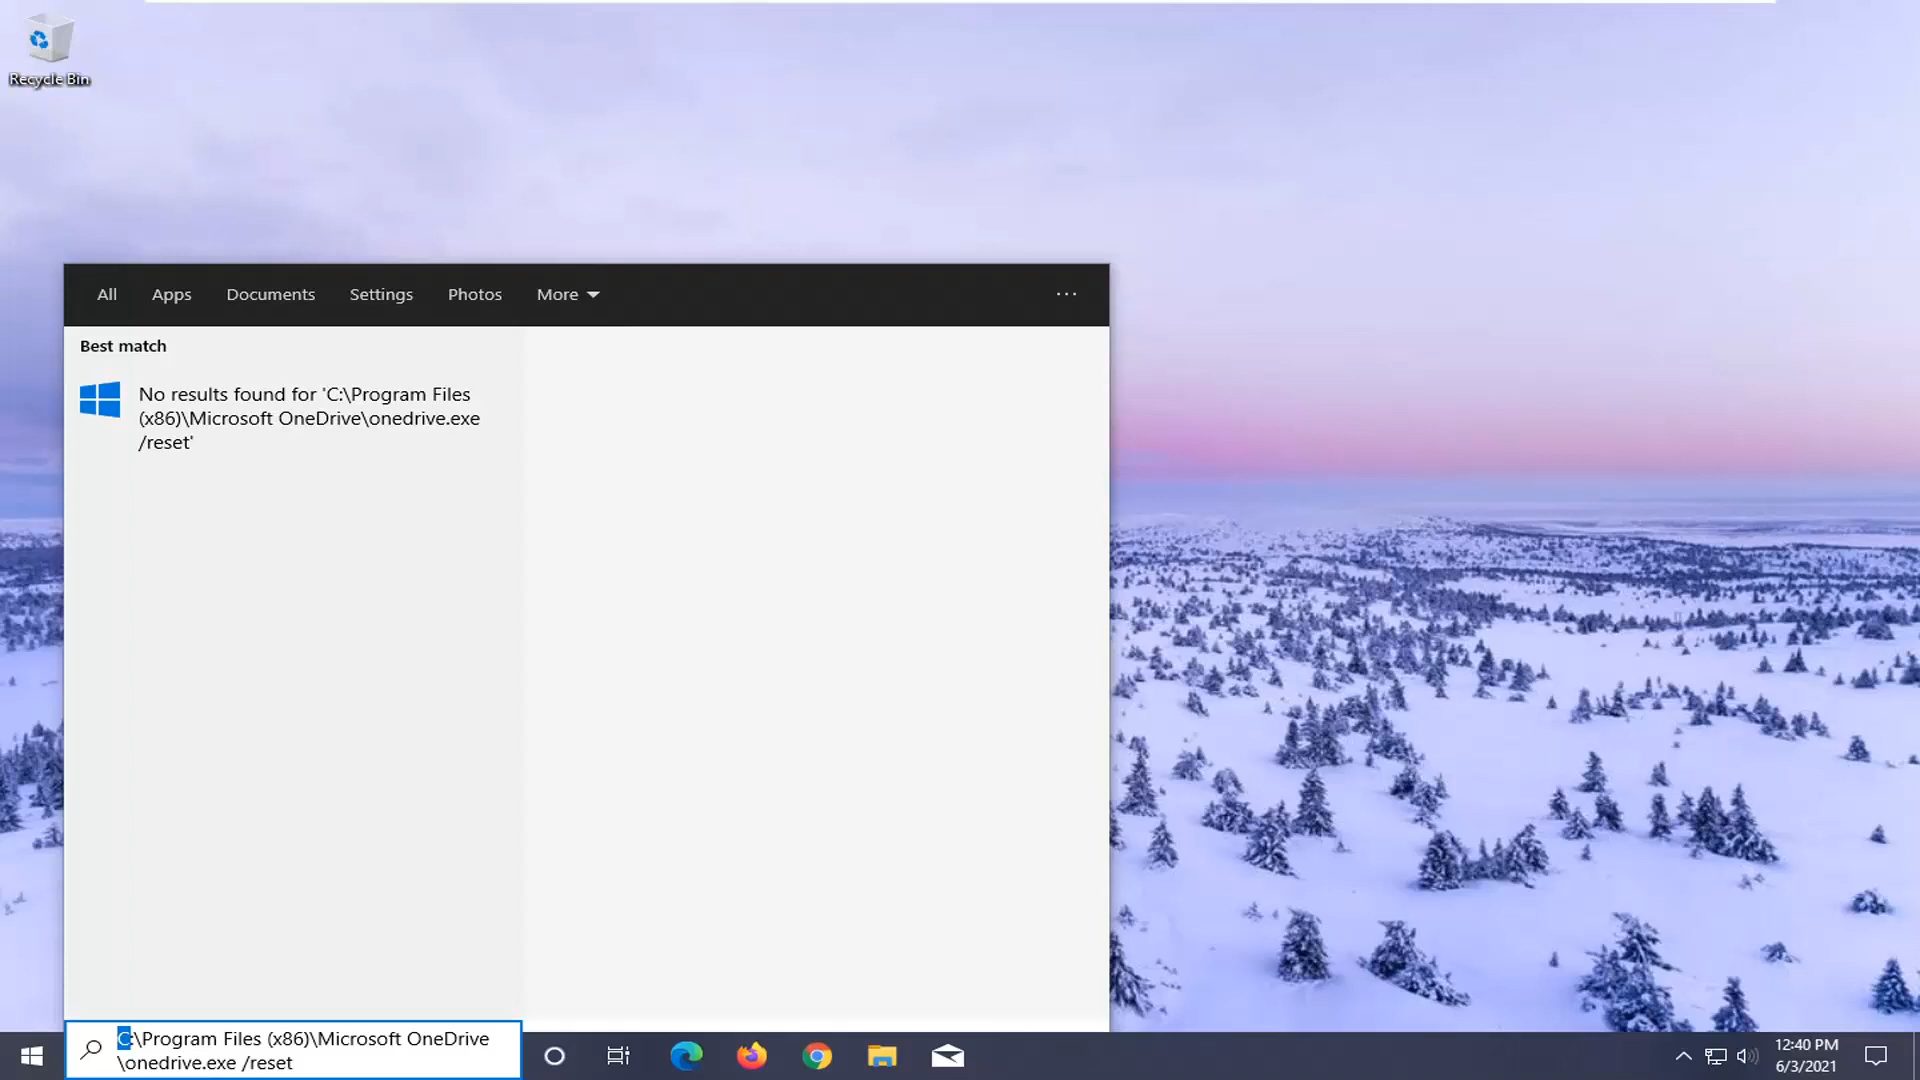 Recycle Bin
All Apps Documents Settings Photos More ...
Best match
No results found for 'C:\Program Files
(x86)\Microsoft OneDrive\onedrive.exe
/reset'
C:\Program Files (x86)\Microsoft OneDrive
\onedrive.exe /reset
12:40 PM
6/3/2021